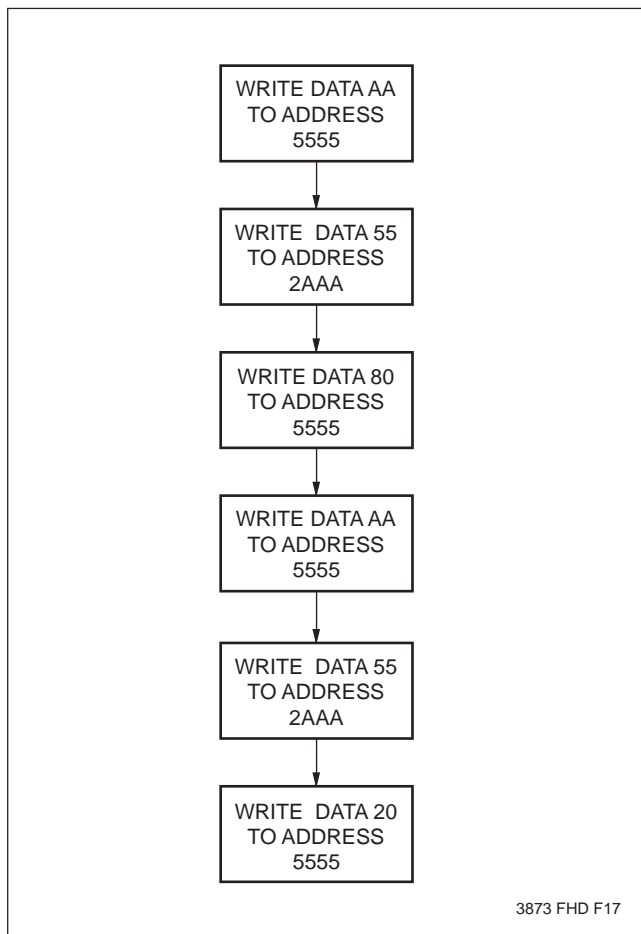 WRITE DATA AA
TO ADDRESS
5555
WRITE DATA 55
TO ADDRESS
2AAA
WRITE DATA 80
TO ADDRESS
5555
WRITE DATA AA
TO ADDRESS
5555
WRITE DATA 55
TO ADDRESS
2AAA
WRITE DATA 20
TO ADDRESS
5555
3873 FHD F17